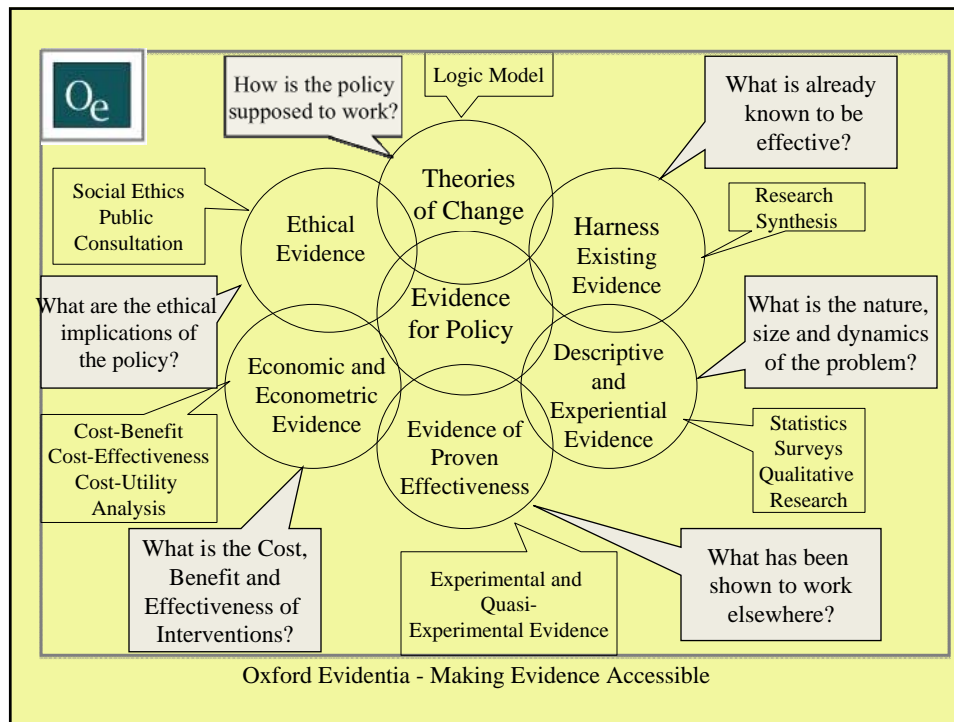 Oe
How is the policy
supposed to work?
Logic Model
What is already
known to be
effective?
Social Ethics
Public
Consultation
Ethical
Evidence
Theories
of Change
Harness
Existing
Evidence
Research
Synthesis
What are the ethical
implications of
the policy?
Evidence
for Policy
What is the nature,
size and dynamics
of the problem?
Economic and
Econometric
Evidence
Descriptive
and
Experiential
Evidence
Cost-Benefit
Cost-Effectiveness
Cost-Utility
Analysis
Evidence of
Proven
Effectiveness
Statistics
Surveys
Qualitative
Research
What is the Cost,
Benefit and
Effectiveness of
Interventions?
Experimental and
Quasi-
Experimental Evidence
What has been
shown to work
elsewhere?
Oxford Evidentia - Making Evidence Accessible